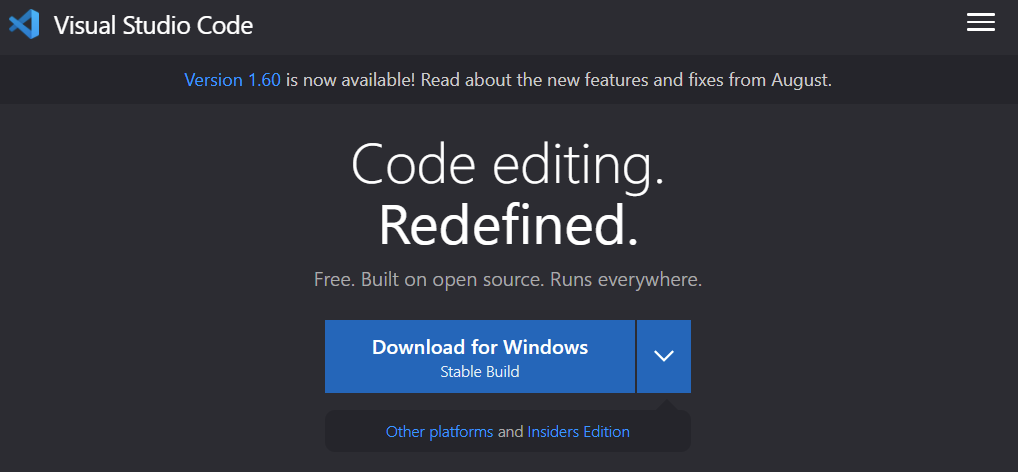 Visual Studio Code
Version 1.60 is now available! Read about the new features and fixes from August.
Code editing.
Redefined.
Free. Built on open source. Runs everywhere.
Download for Windows
Stable Build
Other platforms and Insiders Edition